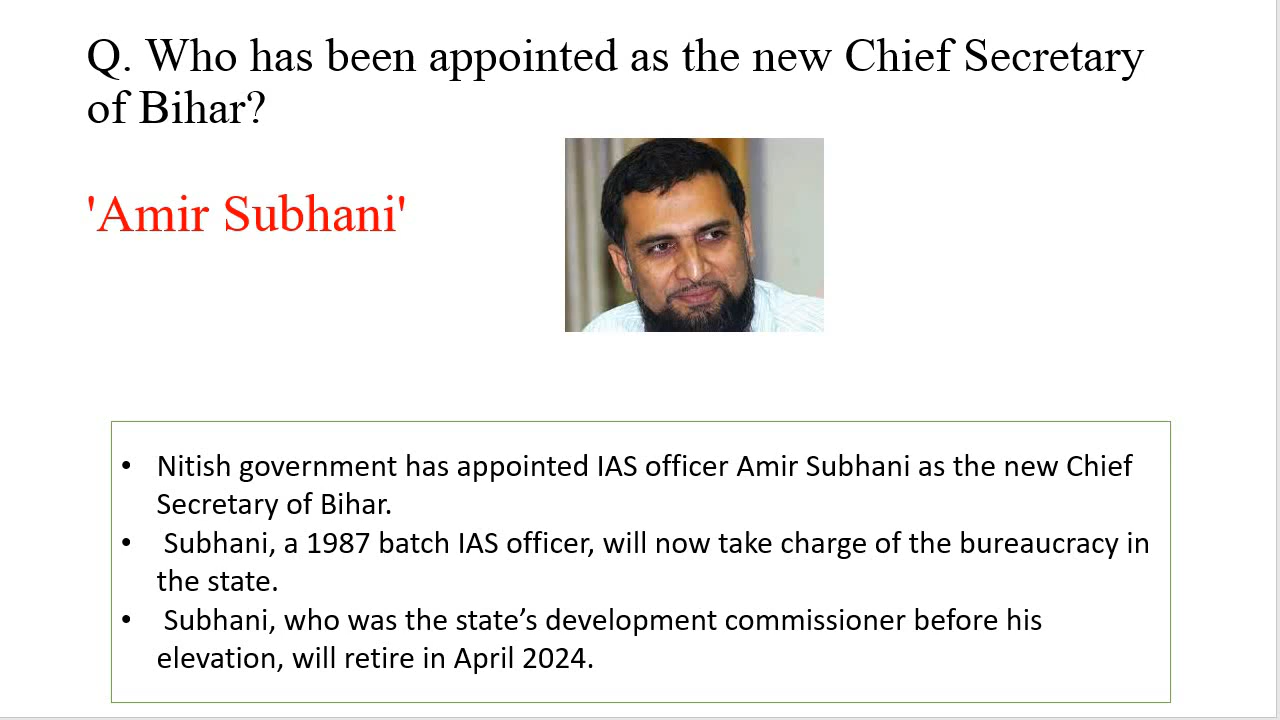 Q. Who has been appointed as the new Chief Secretary
of Bihar?
'Amir Subhani'
• Nitish government has appointed IAS officer Amir Subhani as the new Chief
Secretary of Bihar.
• Subhani, a 1987 batch IAS officer, will now take charge of the bureaucracy in
the state.
• Subhani, who was the state’s development commissioner before his
elevation, will retire in April 2024.